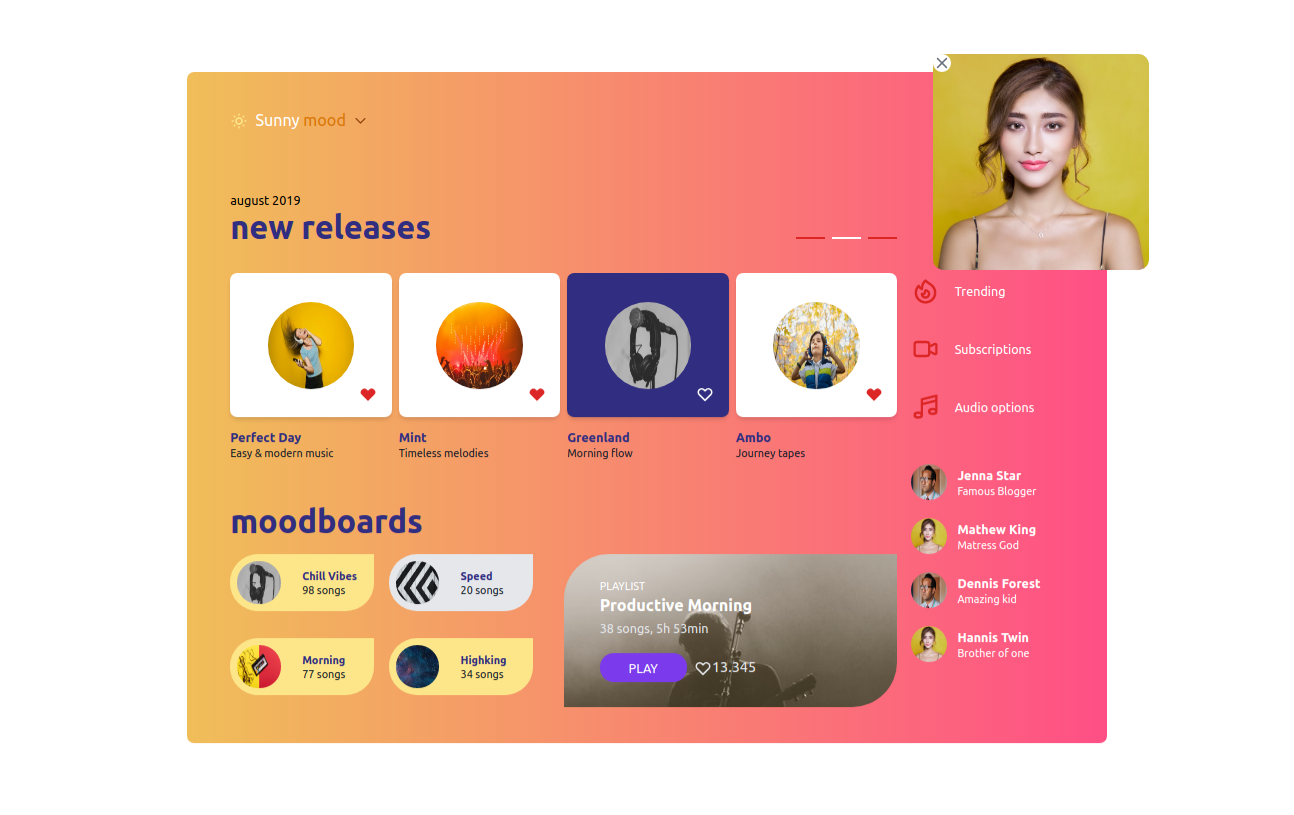 Sunny mood
august 2019
new releases
Perfect Day
Easy & modern music
Mint
Timeless melodies
Greenland
Morning flow
Ambo
Journey tapes
Trending
Subscriptions
Audio options
Jenna Star
Famous Blogger
Mathew King
Matress God
Dennis Forest
Amazing kid
Hannis Twin
Brother of one
moodboards
Chill Vibes
98 songs
Speed
20 songs
Morning
77 songs
Highking
34 songs
PLAYLIST
Productive Morning
38 songs, 5h 53min
PLAY
13.345